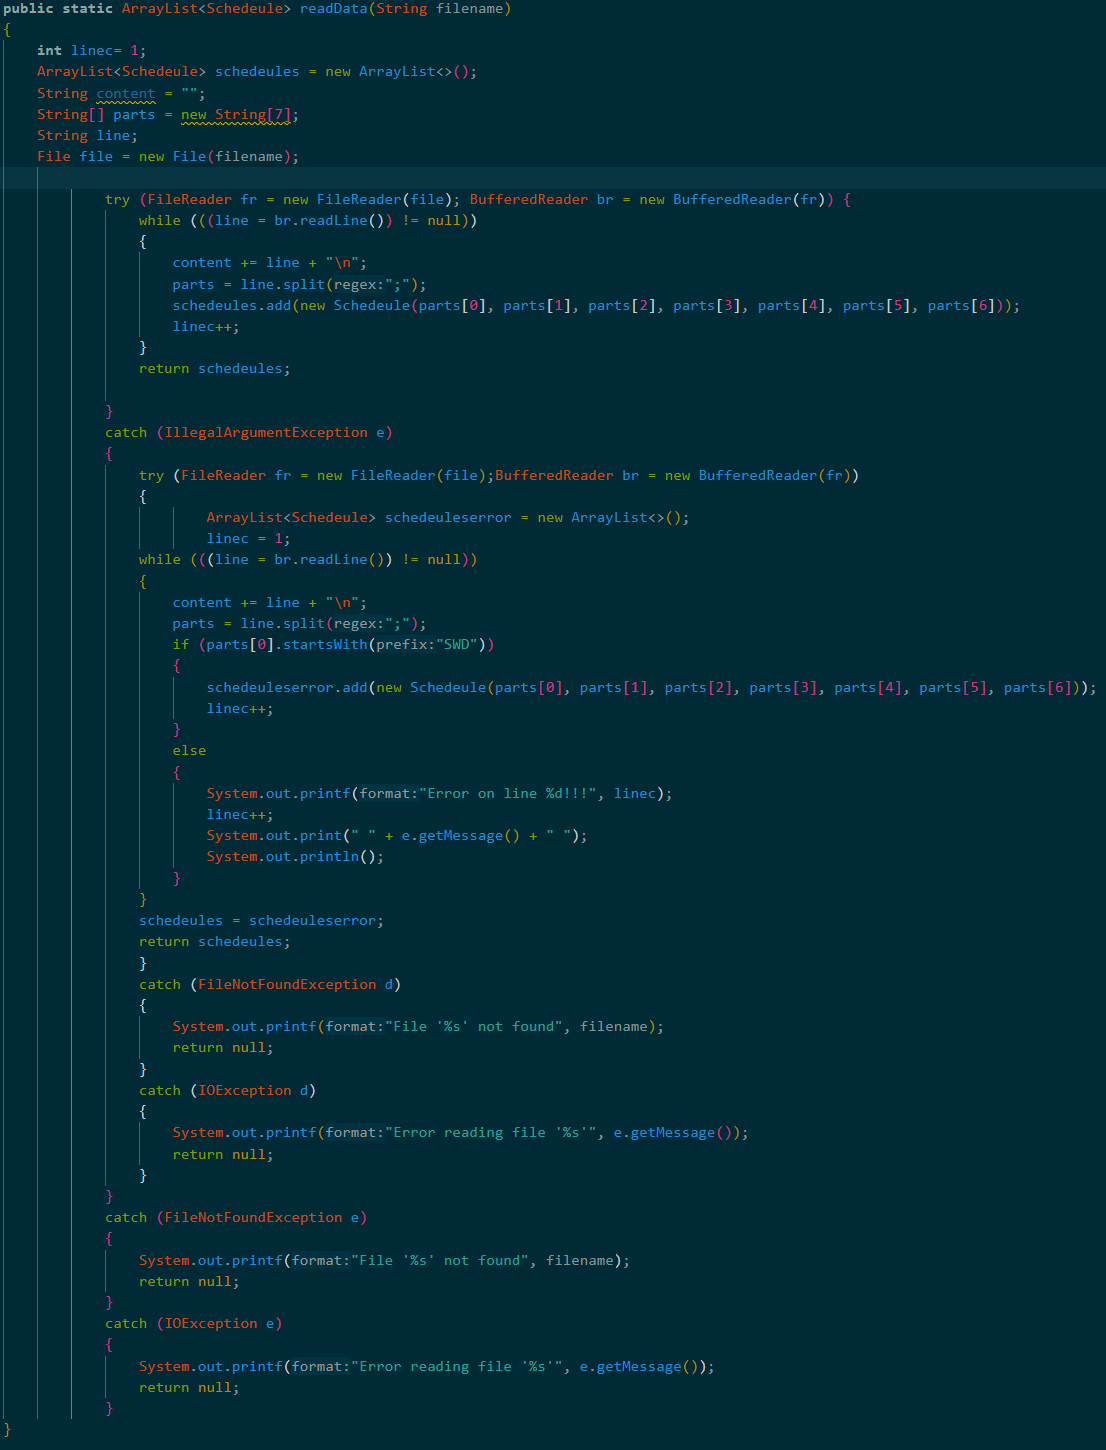 public static ArrayList<Schedeule> readData(String filename)
{
int linec= 1;
ArrayList<Schedeule> schedeules = new ArrayList<>();
String content = "";
String[] parts = new String[7];
String line;
File file = new File(filename);
try (FileReader fr = new FileReader(file); BufferedReader br = new BufferedReader(fr)) {
while (((line = br.readLine()) != null))
{
content += line + "\n";
parts = line.split(regex:";");
schedeules.add(new Schedeule(parts[0], parts[1], parts[2], parts[3], parts[4], parts[5], parts[6]));
linec++;
}
return schedeules;
}
catch (IllegalArgumentException e)
{
try (FileReader fr = new FileReader(file);BufferedReader br = new BufferedReader(fr))
{
ArrayList<Schedeule> schedeuleserror = new ArrayList<>();
linec = 1;
while (((line = br.readLine()) != null))
{
content += line + "\n";
parts = line.split(regex:";");
if (parts[0].startsWith(prefix:"SWD"))
{
schedeuleserror.add(new Schedeule(parts[0], parts[1], parts[2], parts[3], parts[4], parts[5], parts[6]));
linec++;
}
else
{
System.out.printf(format:"Error on line %d!!!", linec);
linec++;
System.out.print(" " + e.getMessage() + " ");
System.out.println();
}
}
schedeules = schedeuleserror;
return schedeules;
}
catch (FileNotFoundException d)
{
System.out.printf(format:"File '%s' not found", filename);
return null;
}
catch (IOException d)
{
System.out.printf(format:"Error reading file '%s'", e.getMessage());
return null;
}
}
catch (FileNotFoundException e)
{
System.out.printf(format:"File '%s' not found", filename);
return null;
}
catch (IOException e)
{
System.out.printf(format:"Error reading file '%s'", e.getMessage());
return null;
}
}